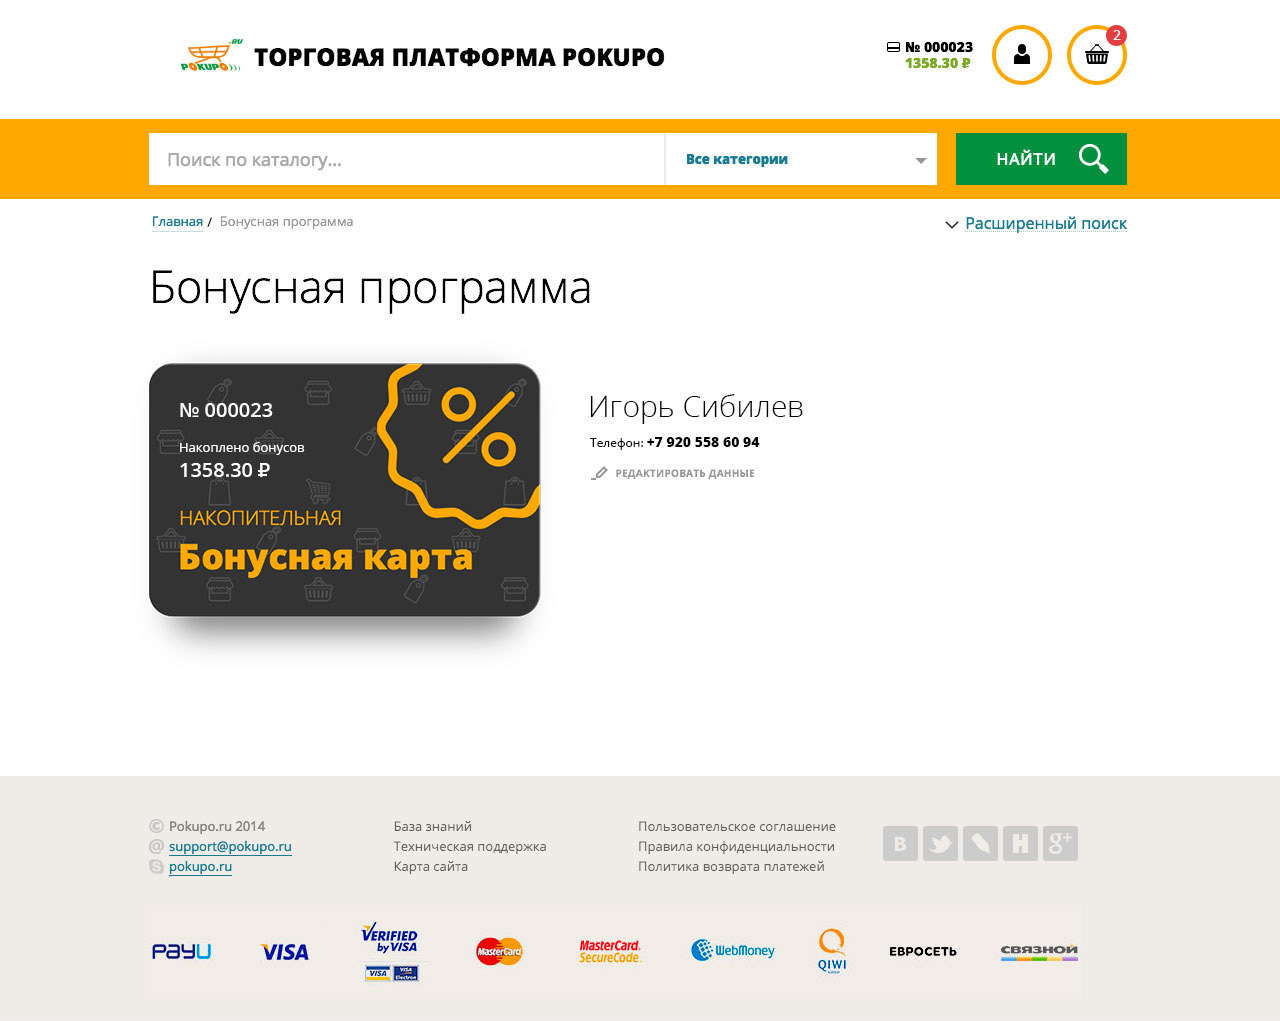 .RU
POKUPO
ТОРГОВАЯ ПЛАТФОРМА POKUPO
№ 000023
1358.30 ₽
2
Поиск по каталогу...
Все категории
НАЙТИ
Главная / Бонусная программа
Расширенный поиск
Бонусная программа
№ 000023
Накоплено бонусов
1358.30 ₽
НАКОПИТЕЛЬНАЯ
Бонусная карта
%
Игорь Сибилев
Телефон: +7 920 558 60 94
РЕДАКТИРОВАТЬ ДАННЫЕ
© Pokupo.ru 2014
@ support@pokupo.ru
pokupo.ru
База знаний
Техническая поддержка
Карта сайта
Пользовательское соглашение
Правила конфиденциальности
Политика возврата платежей
B
H
g+
PAYU
VISA
VERIFIED
by VISA
VISA
VISA
Electron
MasterCard
MasterCard.
SecureCode.
WebMoney
QIWI
ЕВРОСЕТЬ
СВЯЗНОЙ